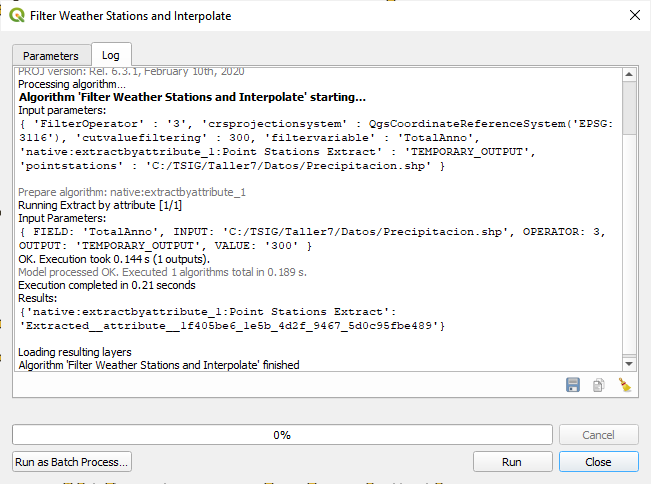 Filter Weather Stations and Interpolate
Parameters
Log
PROJ version: Rel. 6.3.1, February 10th, 2020
Processing algorithm…
Algorithm 'Filter Weather Stations and Interpolate' starting…
Input parameters:
{ 'FilterOperator' : '3', 'crsprojectionsystem' : QgsCoordinateReferenceSystem('EPSG:
3116'), 'cutvaluefiltering' : 300, 'filtervariable' : 'TotalAnno',
'native:extractbyattribute_1:Point Stations Extract' : 'TEMPORARY_OUTPUT',
'pointstations' : 'C:/TSIG/Taller7/Datos/Precipitacion.shp' }
Prepare algorithm: native:extractbyattribute_1
Running Extract by attribute [1/1]
Input Parameters:
{ FIELD: 'TotalAnno', INPUT: 'C:/TSIG/Taller7/Datos/Precipitacion.shp', OPERATOR: 3,
OUTPUT: 'TEMPORARY_OUTPUT', VALUE: '300' }
OK. Execution took 0.144 s (1 outputs).
Model processed OK. Executed 1 algorithms total in 0.189 s.
Execution completed in 0.21 seconds
Results:
{'native:extractbyattribute_1:Point Stations Extract':
'Extracted__attribute__1f405be6_1e5b_4d2f_9467_5d0c95fbe489'}
Loading resulting layers
Algorithm 'Filter Weather Stations and Interpolate' finished
0%
Cancel
Run as Batch Process…
Run
Close